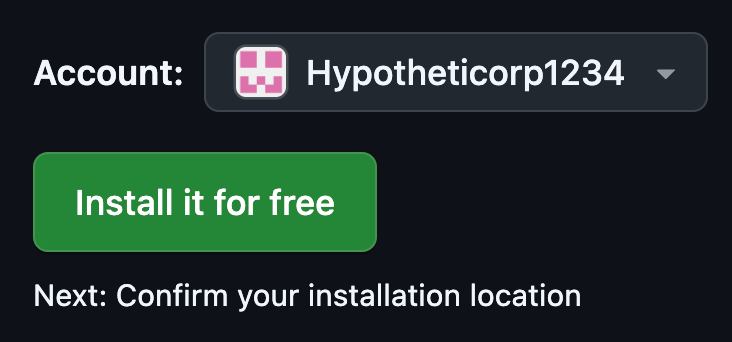 Account: Hypotheticorp1234
Install it for free
Next: Confirm your installation location